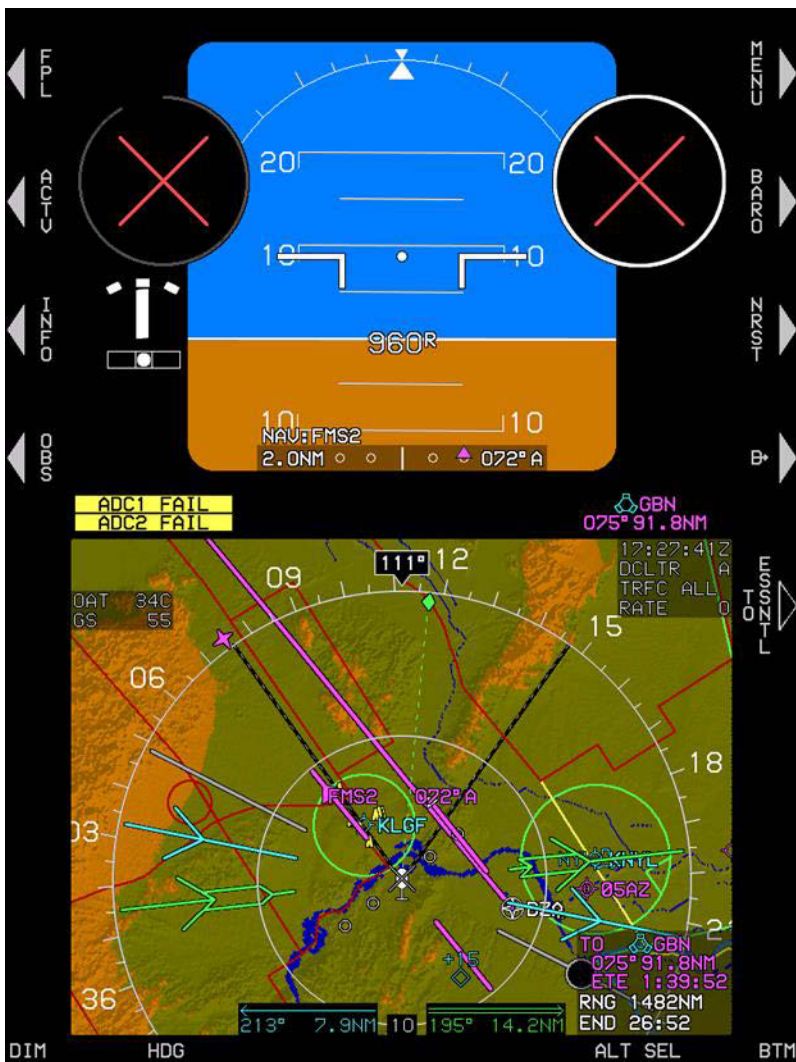 FPL
MENU
20 20
ACTV
BARO
10 10
INFO
NRST
960R
10 10
NAV:FMS2
2.0NM 072°A
OBS
ADC1 FAIL
ADC2 FAIL
GBN
075°91.8NM
17:27:41Z
DCLTR A
TRFC ALL
RATE 0
ESSNTL
TO
OAT 34C
GS 55
09 111° 12
15
06
18
FMS2 072°A
KLGF
03
KNYL
05AZ
BZA
21
TO GBN
075°91.8NM
ETE 1:39:52
+15
RNG 1482NM
END 26:52
36
213° 7.9NM 10 195° 14.2NM
DIM HDG ALT SEL BTM